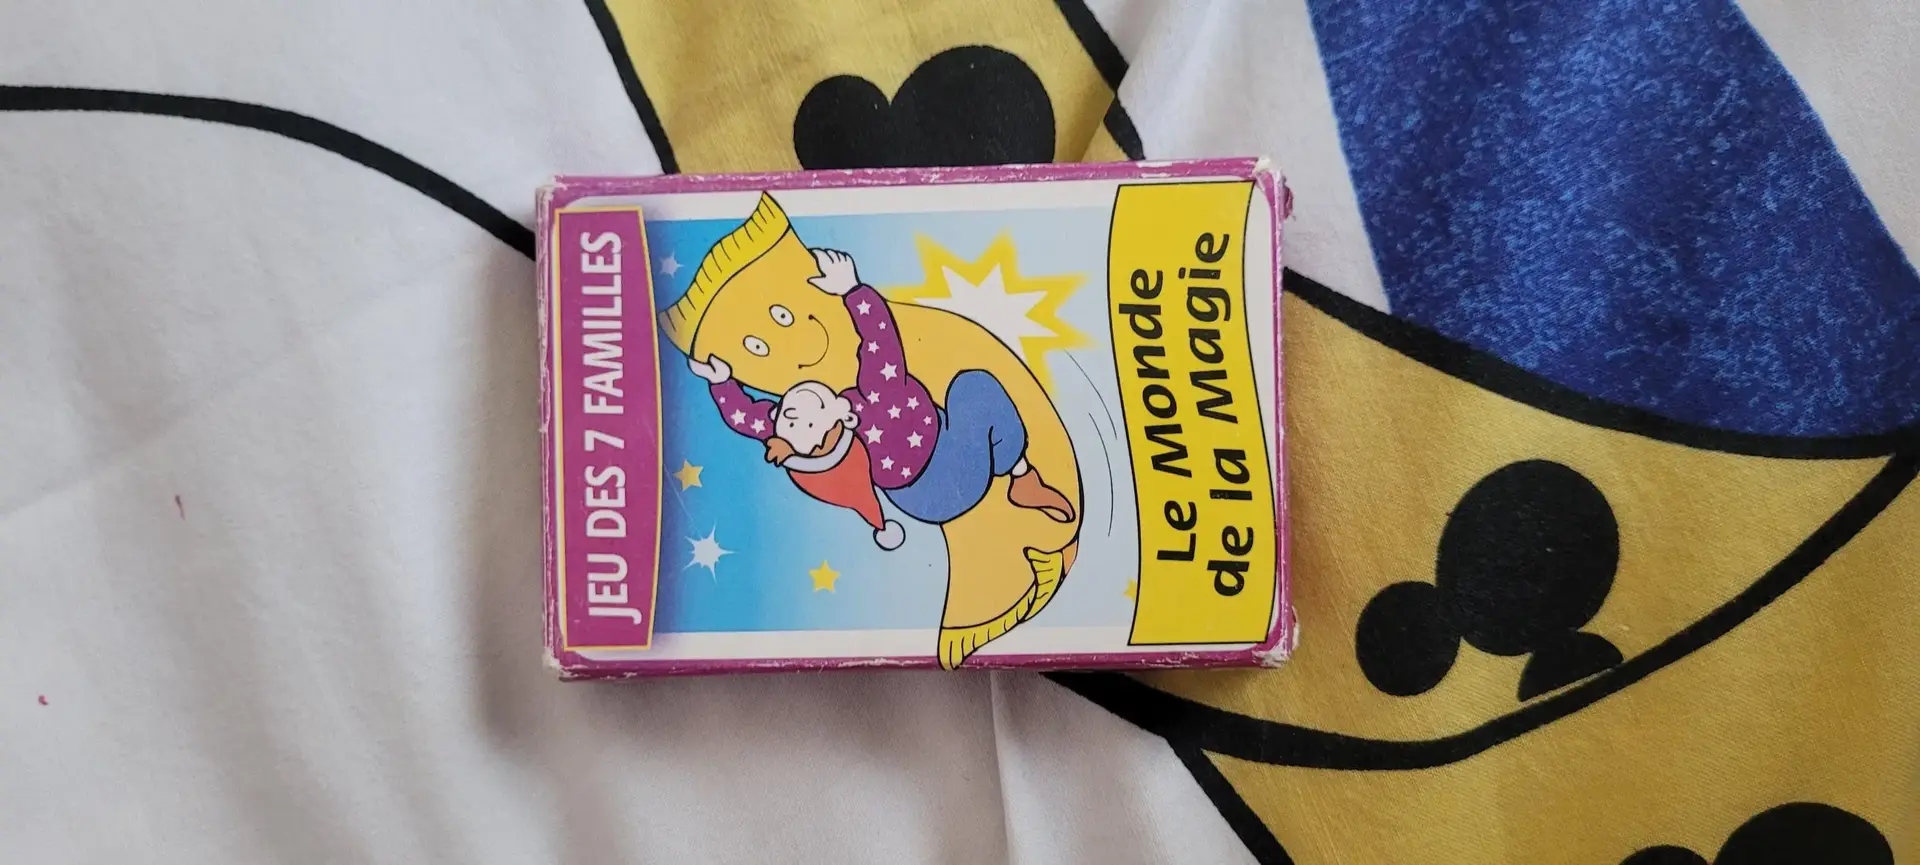 JEU DES 7 FAMILLES
Le Monde
de la Magie